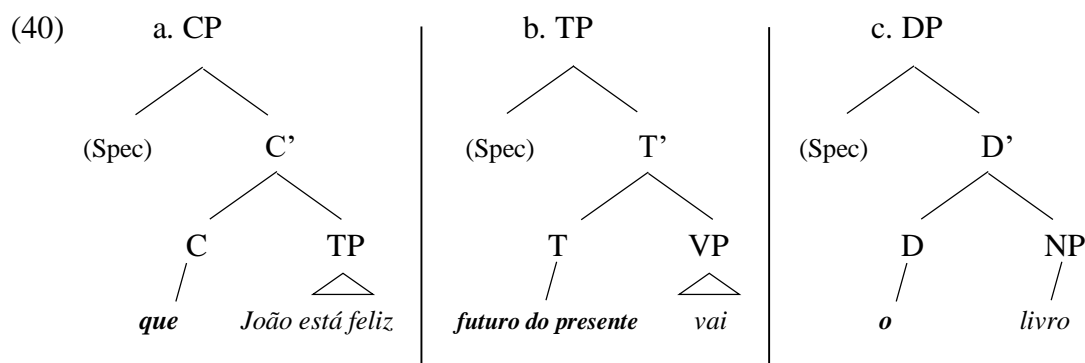 (40) a. CP b. TP c. DP
(Spec) C’ (Spec) T’ (Spec) D’
C TP T VP D NP
que João está feliz futuro do presente vai o livro